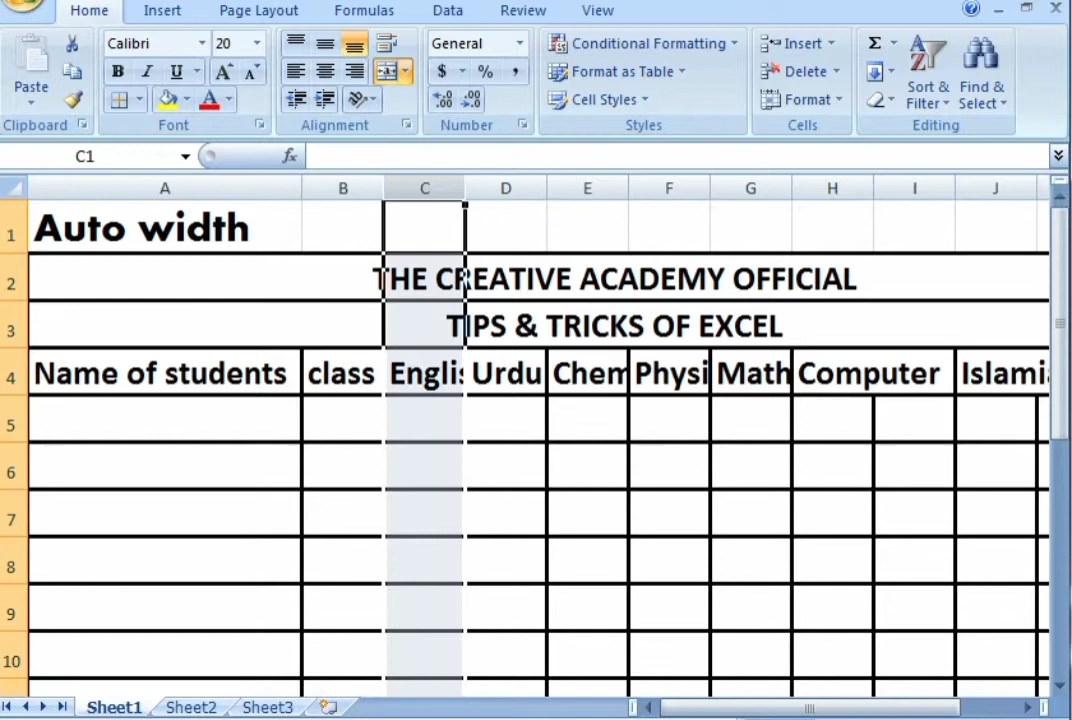 Home Insert Page Layout Formulas Data Review View
Calibri 20 General Conditional Formatting Insert Σ
B I U A A $ % , Format as Table Delete Sort & Find &
Paste A Cell Styles Format Filter Select
Clipboard Font Alignment Number Styles Cells Editing
C1 fx
A B C D E F G H I J
1 Auto width
2 THE CREATIVE ACADEMY OFFICIAL
3 TIPS & TRICKS OF EXCEL
4 Name of students class Englis Urdu Chem Physi Math Computer Islamia
5
6
7
8
9
10
Sheet1 Sheet2 Sheet3